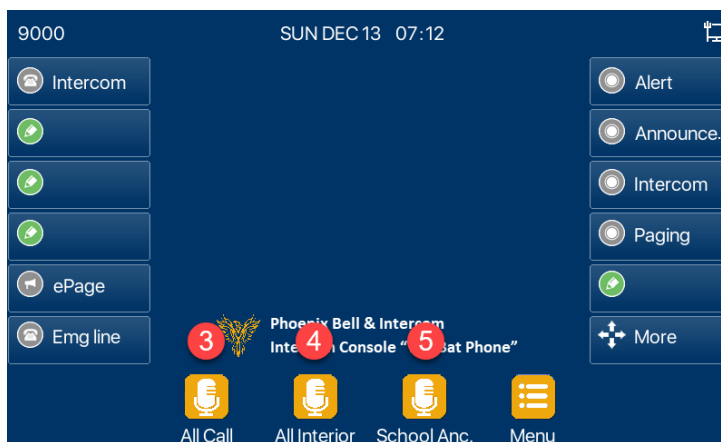 9000 SUN DEC 13 07:12
Intercom
ePage
Emg line
Alert
Announce.
Intercom
Paging
More
Phoenix Bell & Intercom
Console " Bat Phone"
3 4 5
All Call All Interior School Anc. Menu